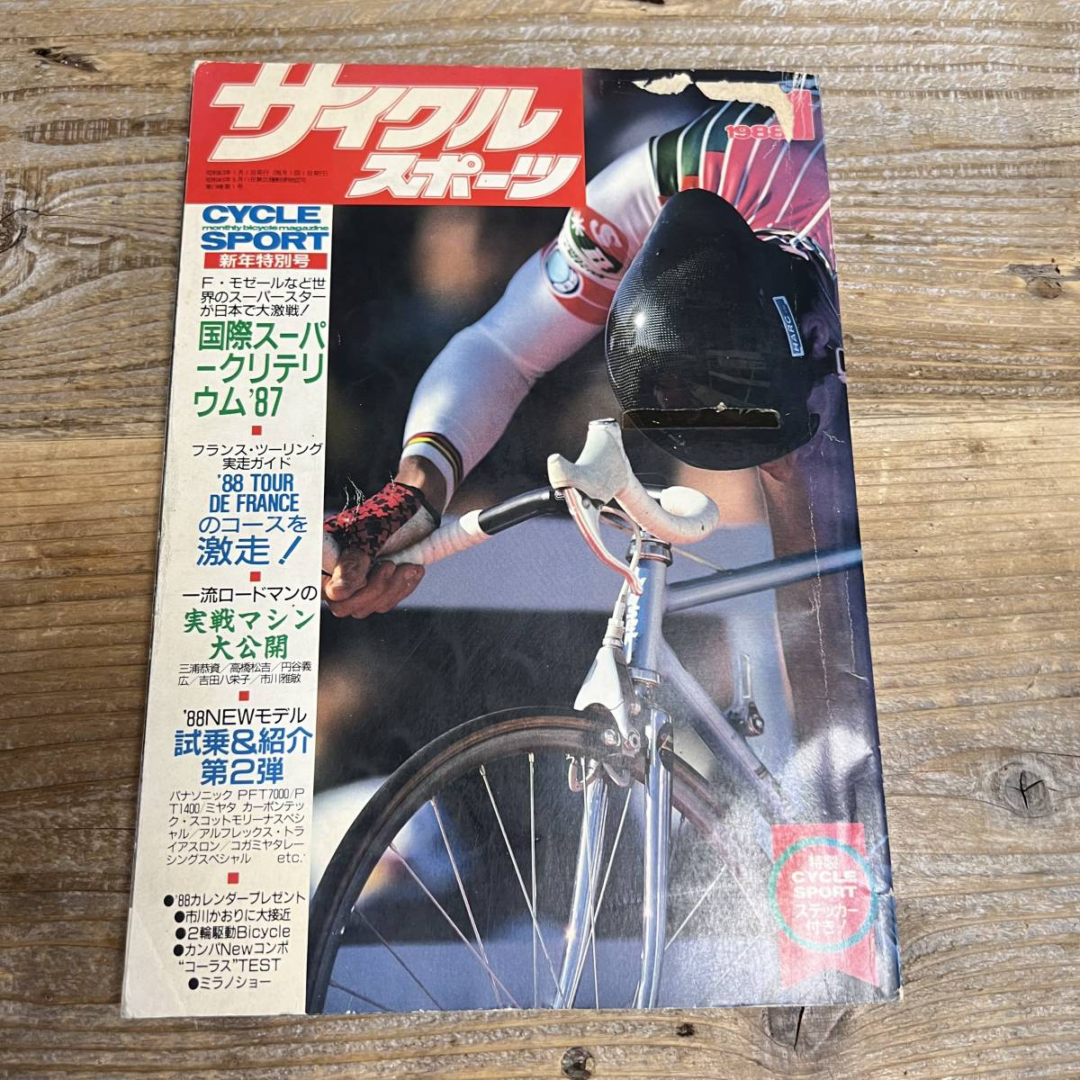 サイクル
スポーツ
1988 1
CYCLE
monthly bicycle magazine
SPORT
新年特別号
F・モゼールなど世
界のスーパースター
が日本で大激戦!
国際スーパ
ークリテリ
ウム'87
フランス・ツーリング
実走ガイド
'88 TOUR
DE FRANCE
のコースを
激走!
一流ロードマンの
実戦マシン
大公開
三浦恭資/高橋松吉/円谷義
広/吉田八栄子/市川雅敏
'88NEWモデル
試乗&紹介
第2弾
パナソニック PFT7000/P
T1400/ミヤタ カーボンテッ
ク・スコットモリーナスペシ
ャル/アルフレックス・トラ
イアスロン/コガミヤタレー
シングスペシャル etc.
●'88カレンダープレゼント
●市川かおりに大接近
●2輪駆動Bicycle
●カンパNewコンポ
"コーラス"TEST
●ミラノショー
特製
CYCLE
SPORT
ステッカー
付き!